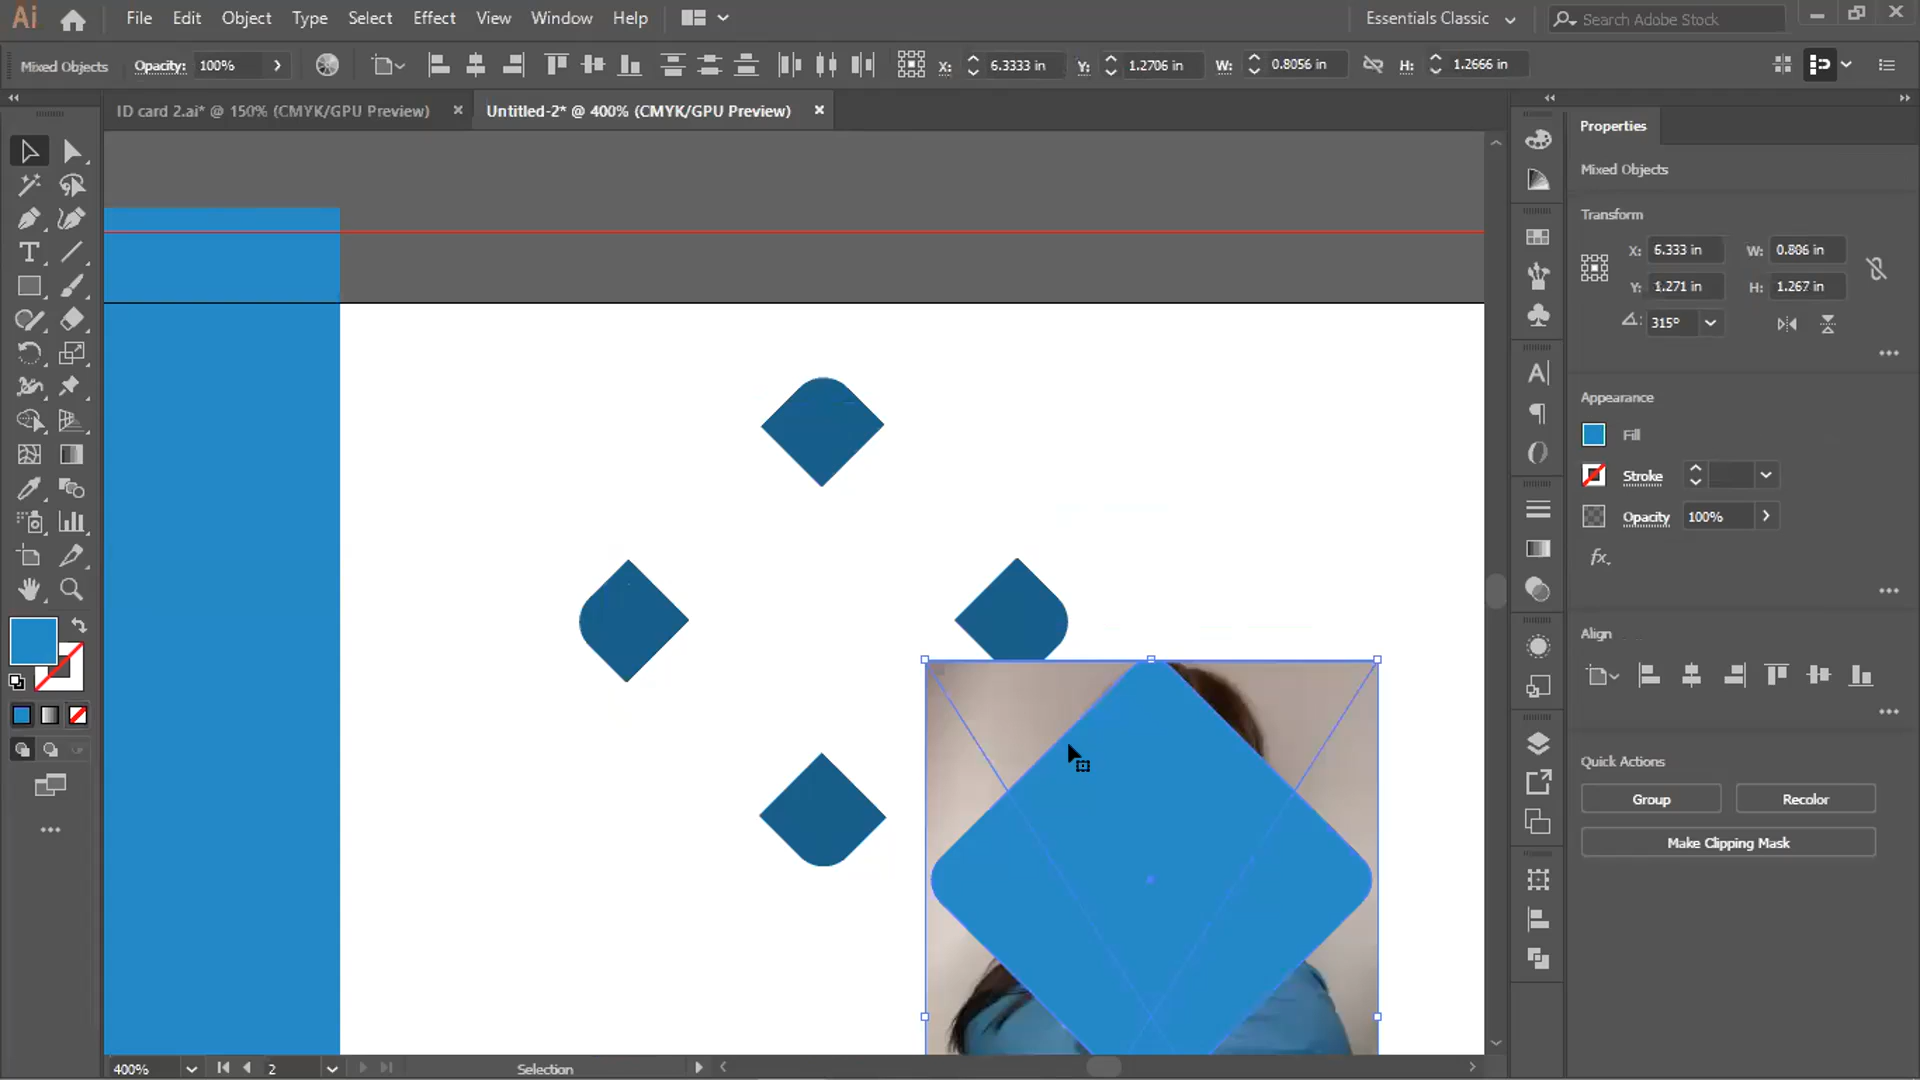 Ai File Edit Object Type Select Effect View Window Help Essentials Classic Search Adobe Stock
Mixed Objects Opacity: 100% X: 6.3333 in Y: 1.2706 in W: 0.8056 in H: 1.2666 in
ID card 2.ai* @ 150% (CMYK/GPU Preview) Untitled-2* @ 400% (CMYK/GPU Preview)
Properties
Mixed Objects
Transform
X: 6.333 in W: 0.806 in
Y: 1.271 in H: 1.267 in
315°
Appearance
Fill
Stroke
Opacity 100%
fx
Align
Quick Actions
Group Recolor
Make Clipping Mask
400% 2 Selection